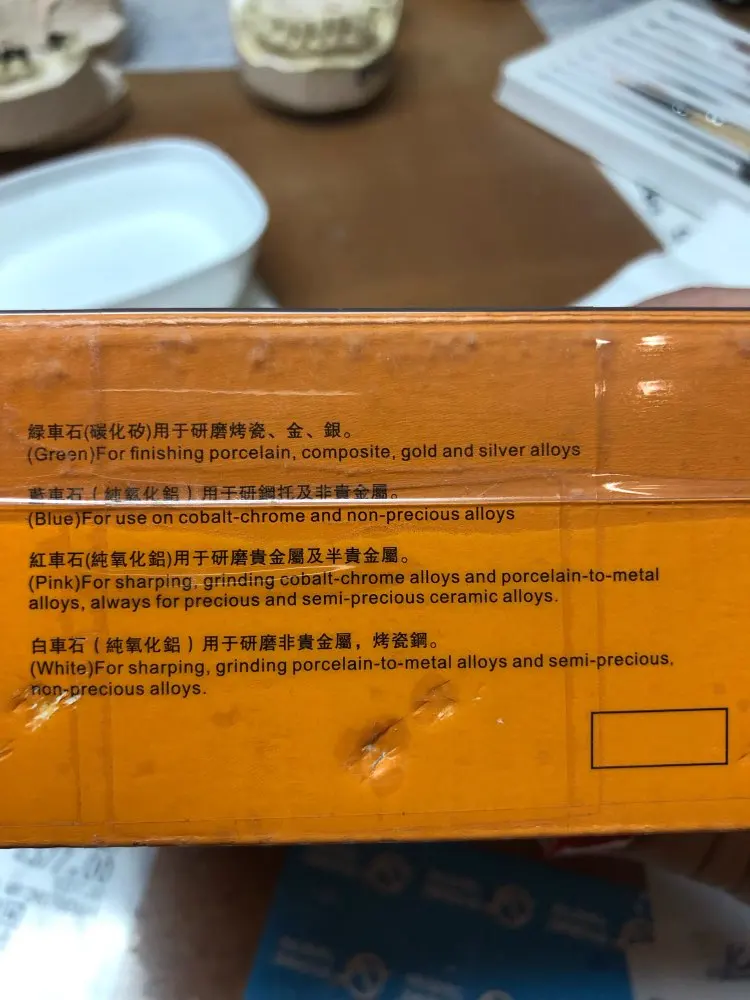 緑車石(碳化矽)用于研磨烤瓷、金、銀。
(Green)For finishing porcelain, composite, gold and silver alloys
藍車石(純氧化鋁)用于研鋼托及非貴金屬。
(Blue)For use on cobalt-chrome and non-precious alloys
紅車石(純氧化鋁)用于研磨貴金屬及半貴金屬。
(Pink)For sharping, grinding cobalt-chrome alloys and porcelain-to-metal
alloys, always for precious and semi-precious ceramic alloys.
白車石(純氧化鋁)用于研磨非貴金屬，烤瓷鋼。
(White)For sharping, grinding porcelain-to-metal alloys and semi-precious,
non-precious alloys.